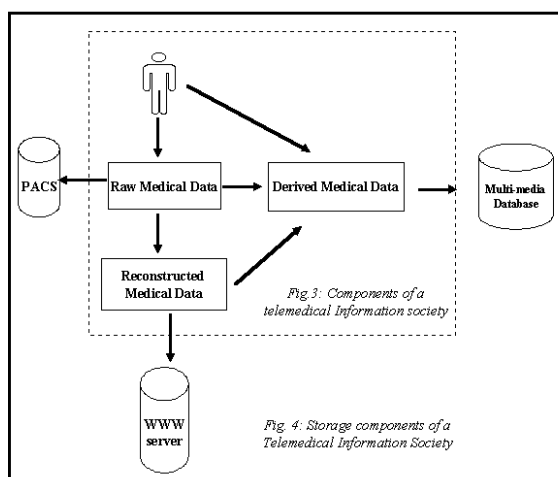 PACS
Raw Medical Data
Derived Medical Data
Multi-media
Database
Reconstructed
Medical Data
Fig.3: Components of a
telemedical Information society
WWW
server
Fig. 4: Storage components of a
Telemedical Information Society